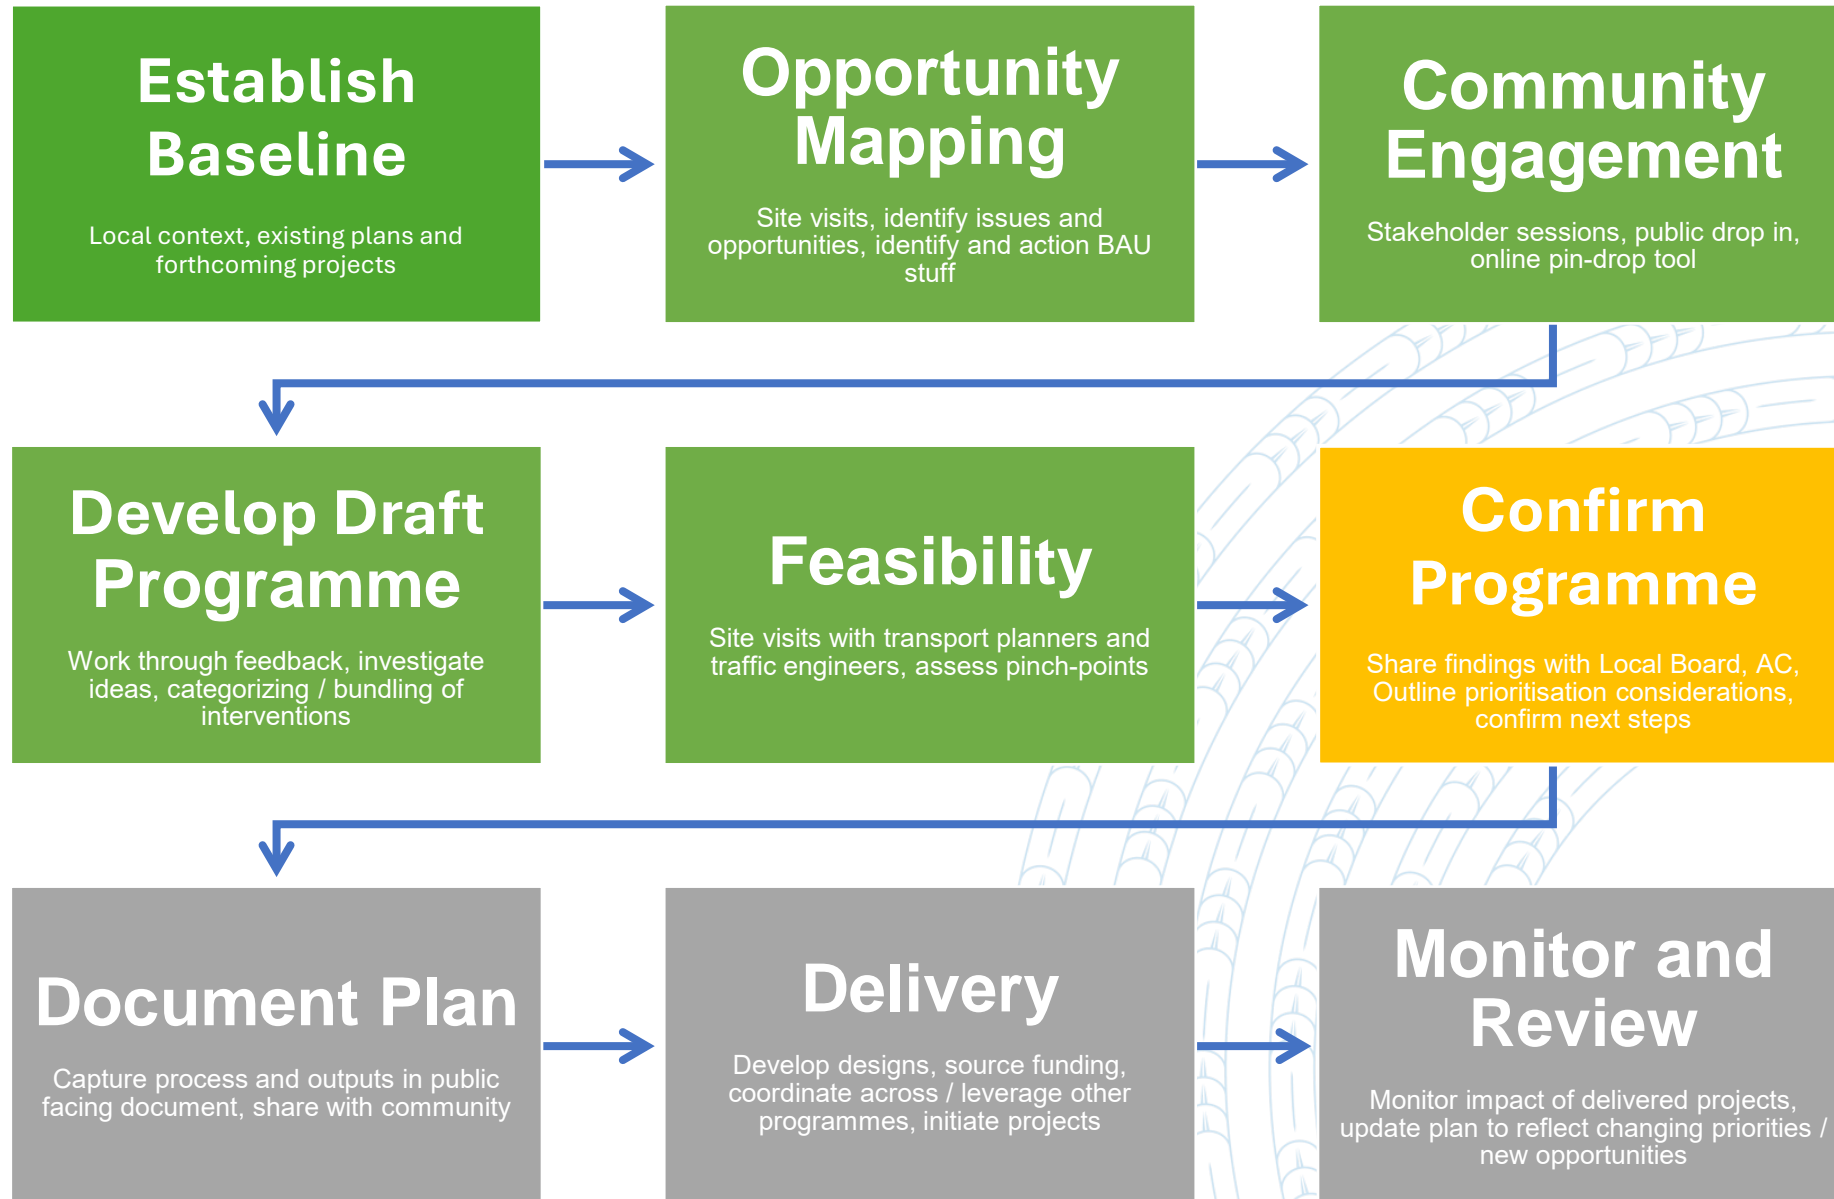 Establish
Baseline
Local context, existing plans and
forthcoming projects
Opportunity
Mapping
Site visits, identify issues and
opportunities, identify and action BAU
stuff
Community
Engagement
Stakeholder sessions, public drop in,
online pin-drop tool
Develop Draft
Programme
Work through feedback, investigate
ideas, categorizing / bundling of
interventions
Feasibility
Site visits with transport planners and
traffic engineers, assess pinch-points
Confirm
Programme
Share findings with Local Board, AC,
Outline prioritisation considerations,
confirm next steps
Document Plan
Capture process and outputs in public
facing document, share with community
Delivery
Develop designs, source funding,
coordinate across / leverage other
programmes, initiate projects
Monitor and
Review
Monitor impact of delivered projects,
update plan to reflect changing priorities /
new opportunities